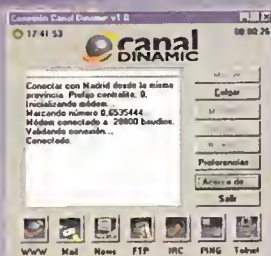 Conexión Canal Dinamic v1.0
17:41:53
00:00:26
canal
DINAMIC
Conectar con Madrid desde la misma
provincia. Prefijo centralita: 0,
Inicializando módem...
Marcando número 0,6535444
Módem conectado a 28800 baudios.
Validando conexión...
Conectado.
Colgar
Preferencias
Acerca de
Salir
WWW
Mail
News
FTP
IRC
PING
Telnet